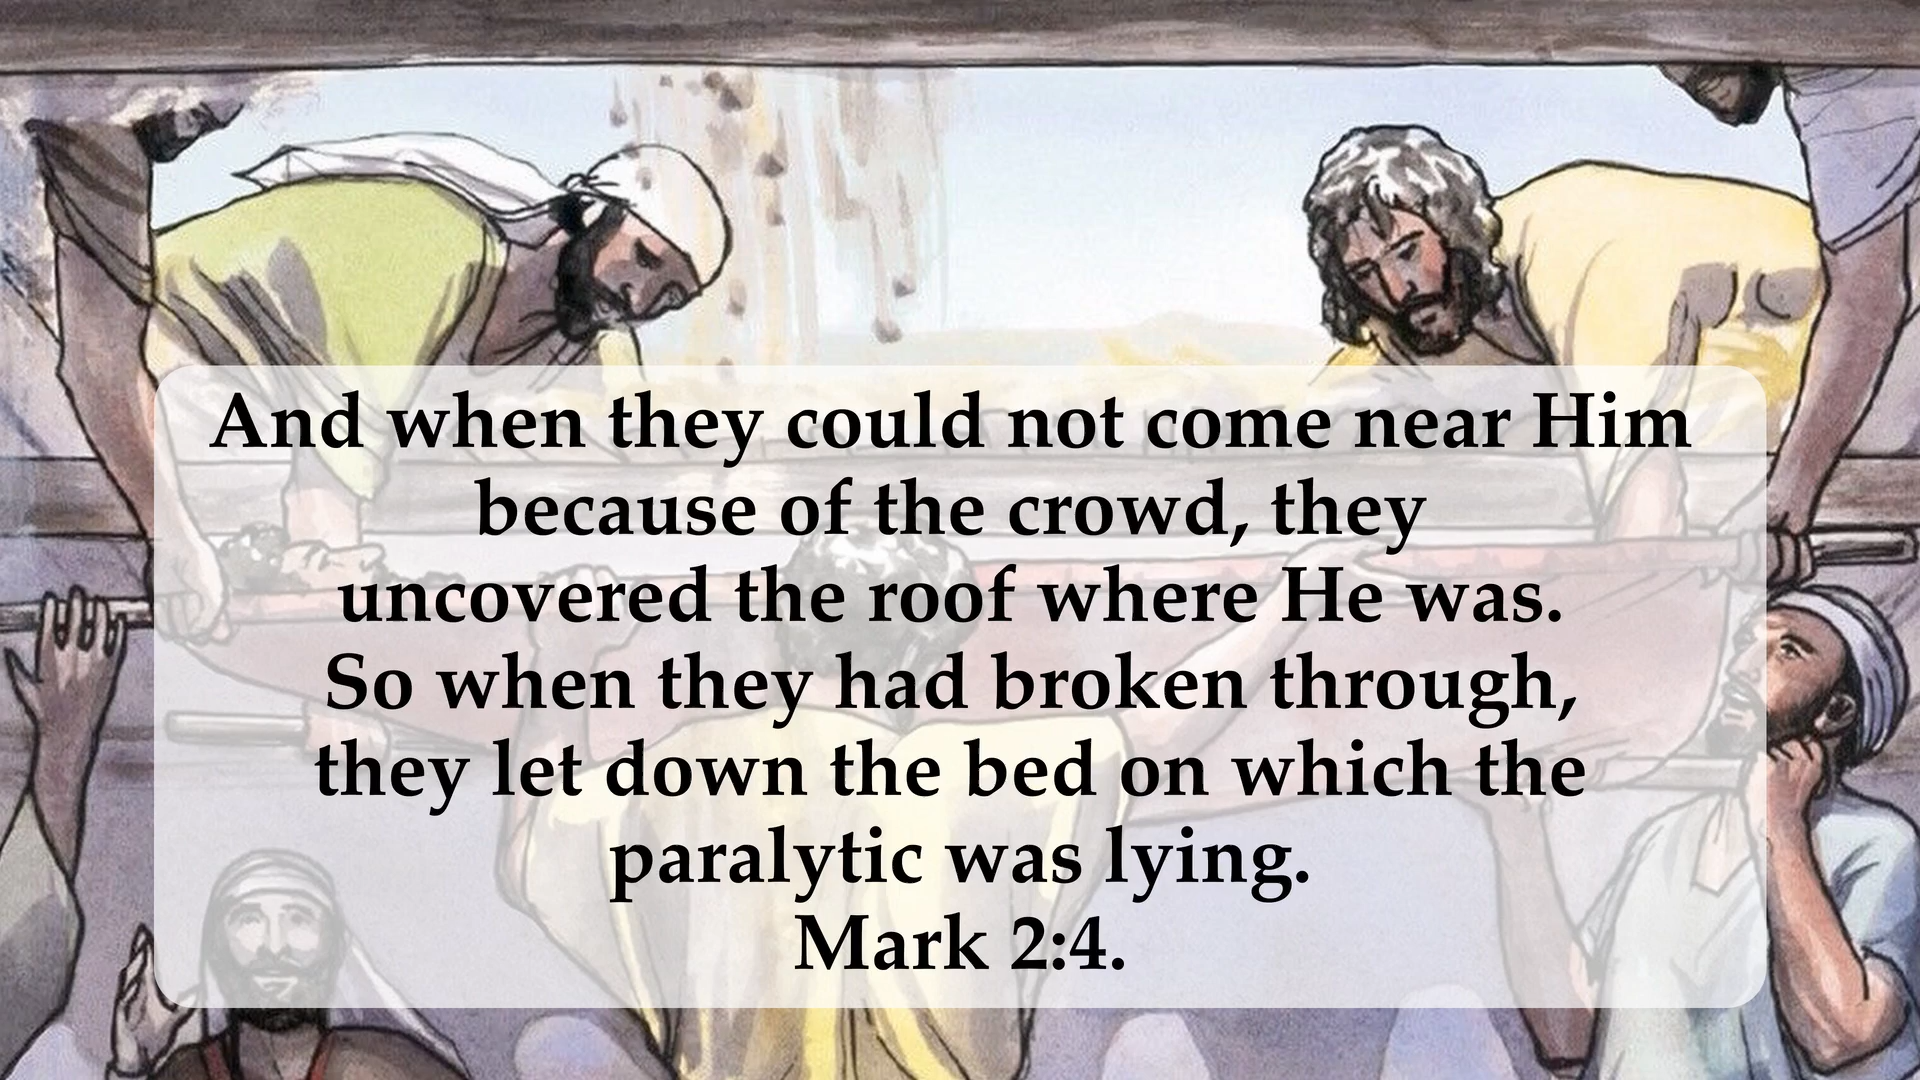 And when they could not come near Him
because of the crowd, they
uncovered the roof where He was.
So when they had broken through,
they let down the bed on which the
paralytic was lying.
Mark 2:4.